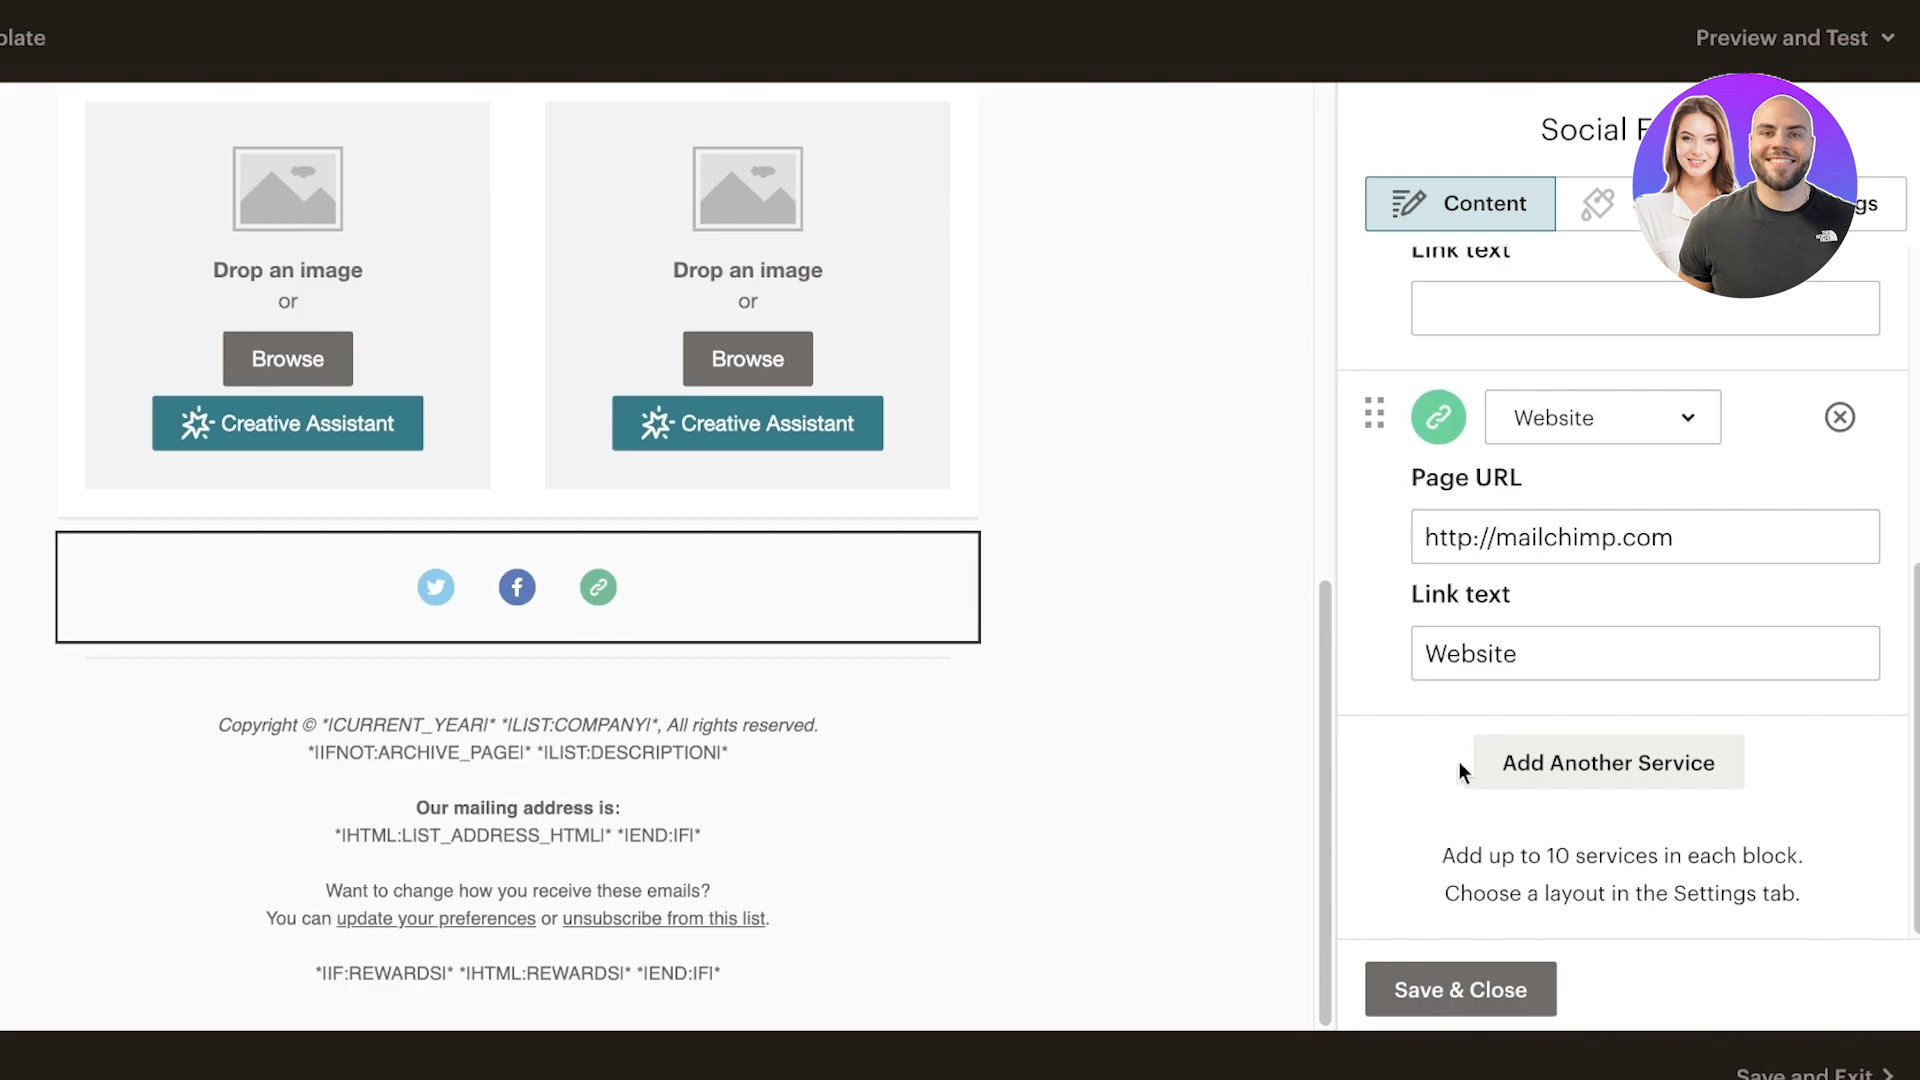 plate
Preview and Test
Drop an image
or
Browse
Creative Assistant
Drop an image
or
Browse
Creative Assistant
Copyright © *|CURRENT_YEAR|* *|LIST:COMPANY|*, All rights reserved.
*|IFNOT:ARCHIVE_PAGE|* *|LIST:DESCRIPTION|*
Our mailing address is:
*|HTML:LIST_ADDRESS_HTML|* *|END:IF|*
Want to change how you receive these emails?
You can update your preferences or unsubscribe from this list.
*|IF:REWARDS|* *|HTML:REWARDS|* *|END:IF|*
Social F
Content
gs
Link text
Website
Page URL
http://mailchimp.com
Link text
Website
Add Another Service
Add up to 10 services in each block.
Choose a layout in the Settings tab.
Save & Close
Save and Exit